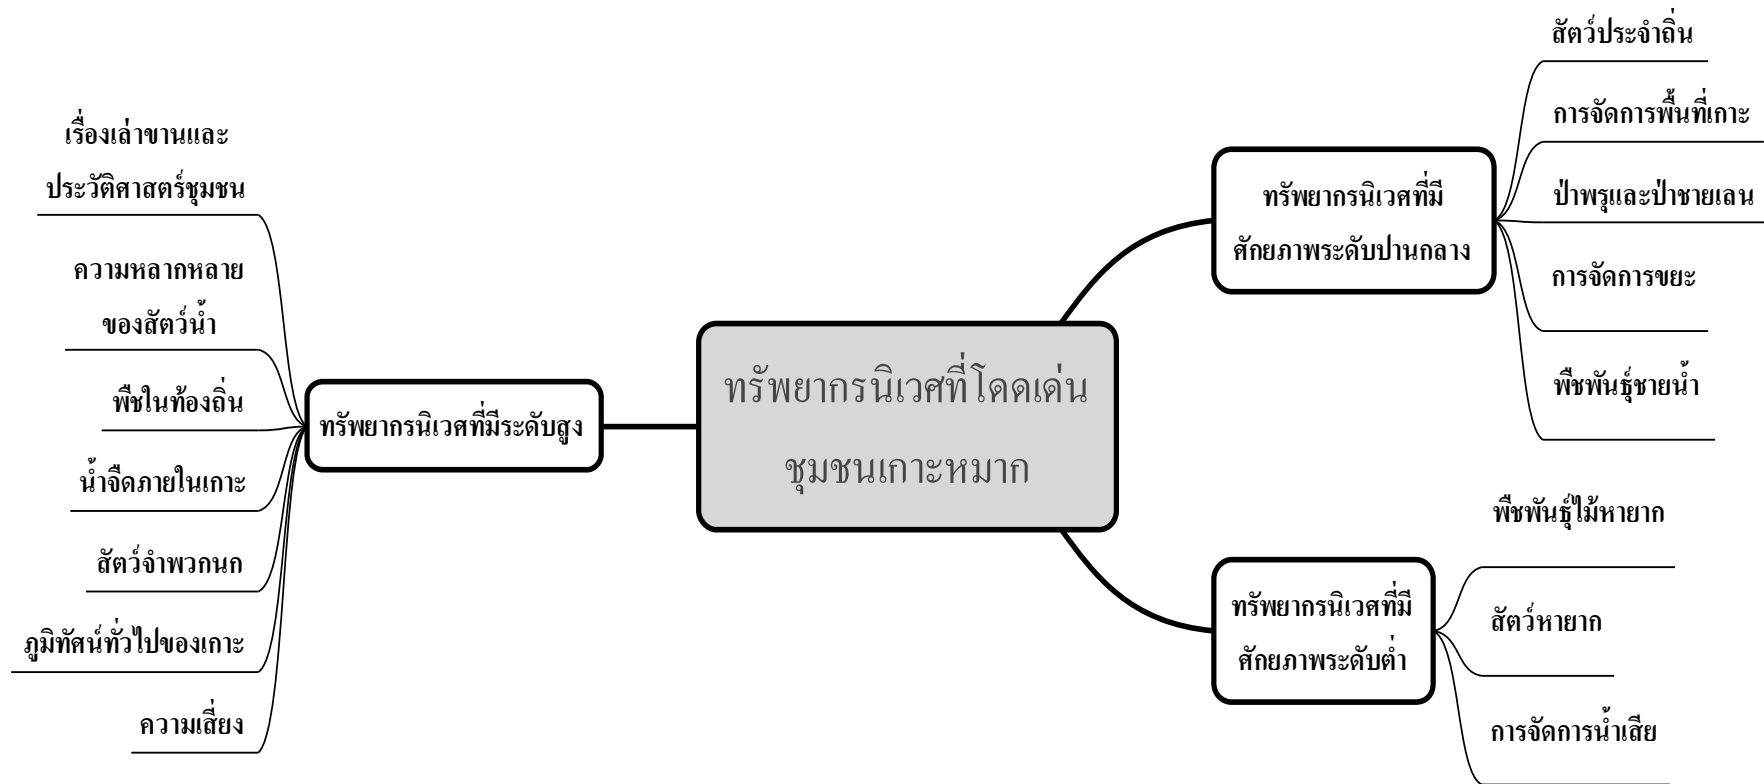 ทรัพยากรนิเวศที่โดดเด่น
ชุมชนเกาะหมาก
ทรัพยากรนิเวศที่มีระดับสูง
เรื่องเล่าขานและ
ประวัติศาสตร์ชุมชน
ความหลากหลาย
ของสัตว์น้ำ
พืชในท้องถิ่น
น้ำจืดภายในเกาะ
สัตว์จำพวกนก
ภูมิทัศน์ทั่วไปของเกาะ
ความเสี่ยง
ทรัพยากรนิเวศที่มี
ศักยภาพระดับปานกลาง
สัตว์ประจำถิ่น
การจัดการพื้นที่เกาะ
ป่าพรุและป่าชายเลน
การจัดการขยะ
พืชพันธุ์ชายน้ำ
ทรัพยากรนิเวศที่มี
ศักยภาพระดับต่ำ
พืชพันธุ์ไม้หายาก
สัตว์หายาก
การจัดการน้ำเสีย